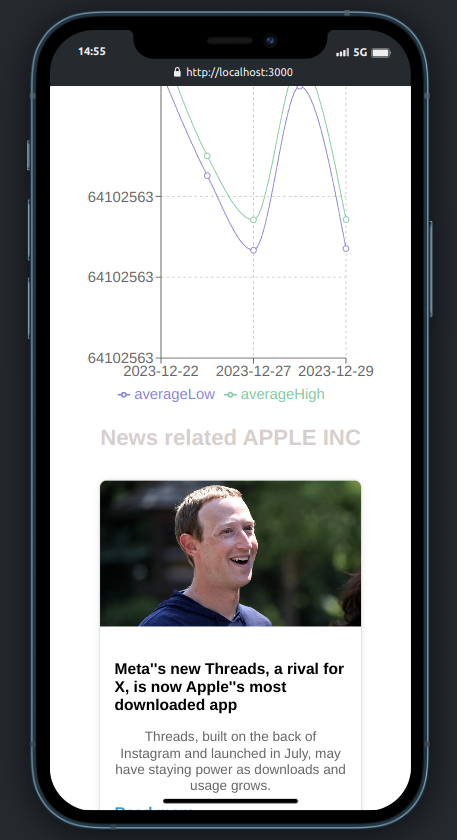 14:55
5G
http://localhost:3000
64102563
64102563
64102563
2023-12-22 2023-12-27 2023-12-29
averageLow averageHigh
News related APPLE INC
Meta''s new Threads, a rival for
X, is now Apple''s most
downloaded app
Threads, built on the back of
Instagram and launched in July, may
have staying power as downloads and
usage grows.